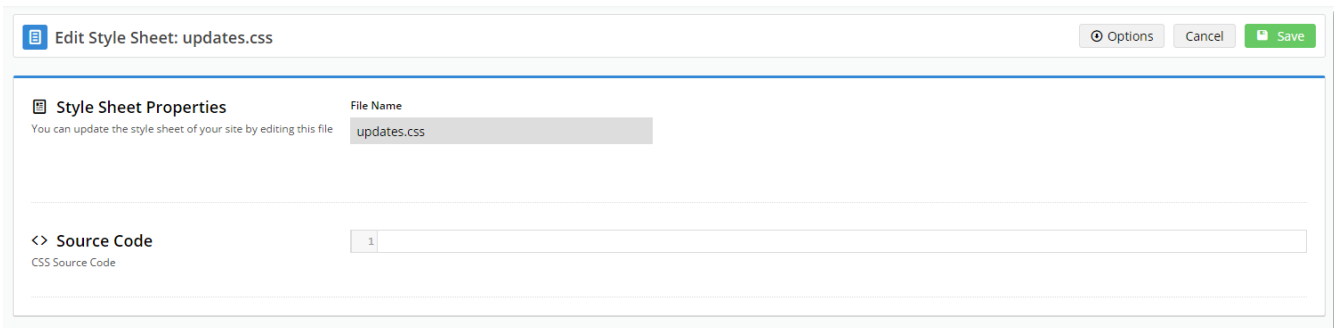 Edit Style Sheet: updates.css
Options
Cancel
Save
Style Sheet Properties
You can update the style sheet of your site by editing this file
File Name
updates.css
<> Source Code
CSS Source Code
1